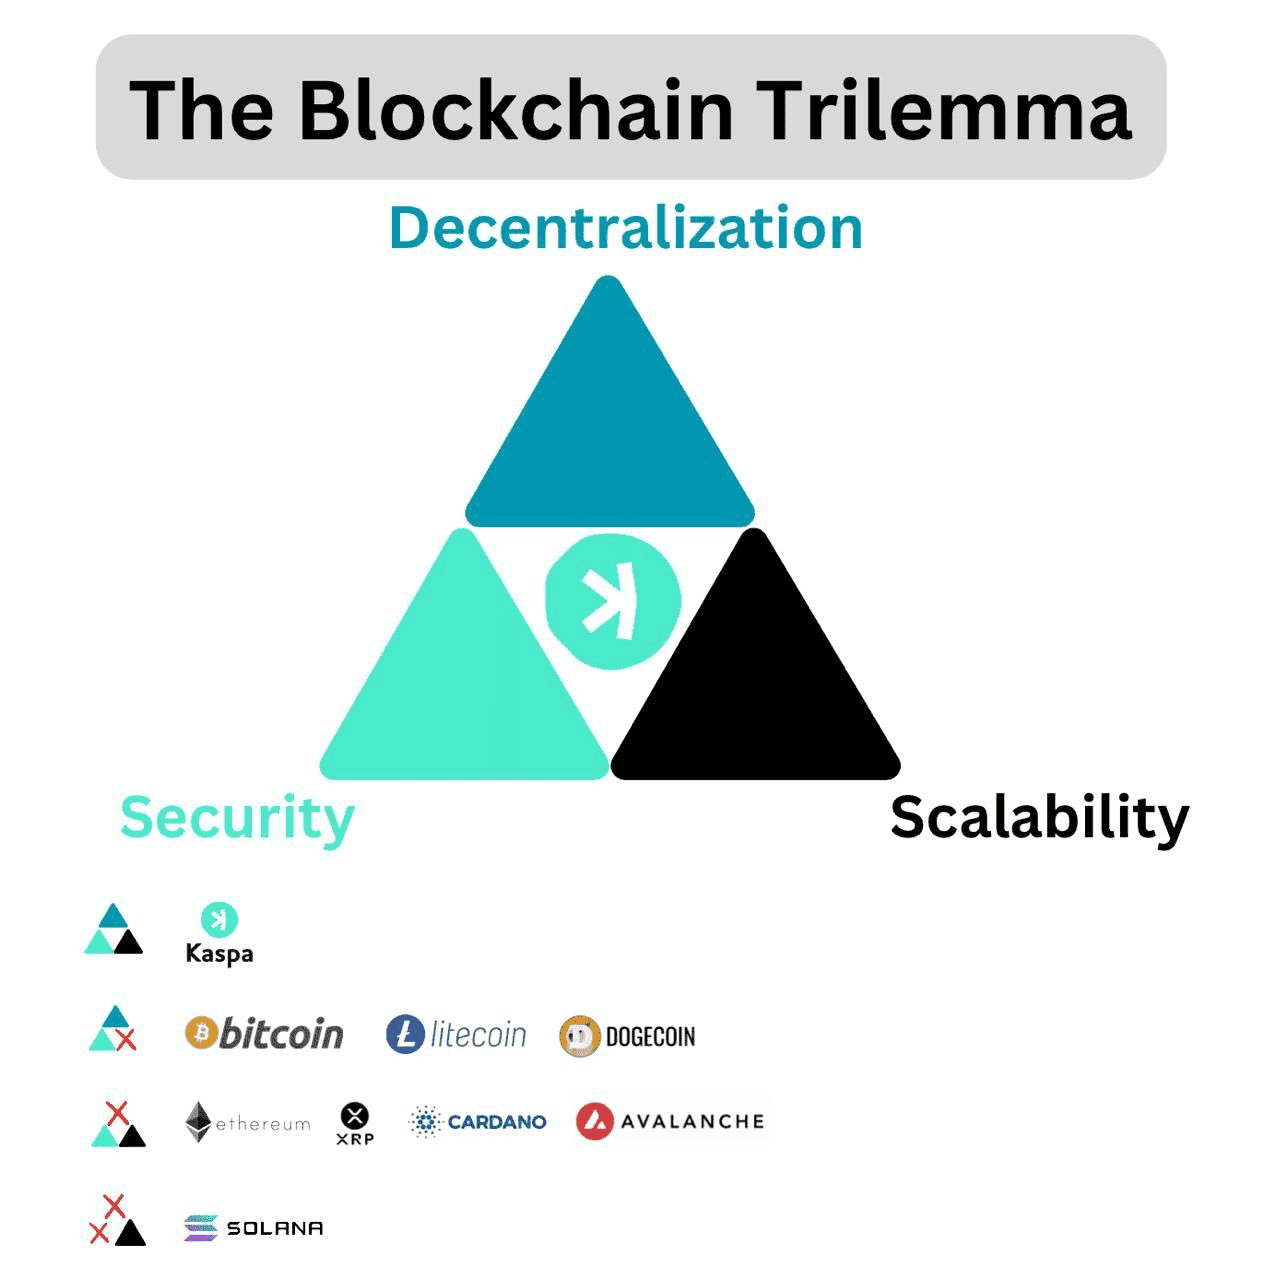 The Blockchain Trilemma
Decentralization
Security
Scalability
Kaspa
bitcoin litecoin DOGECOIN
ethereum XRP CARDANO AVALANCHE
SOLANA